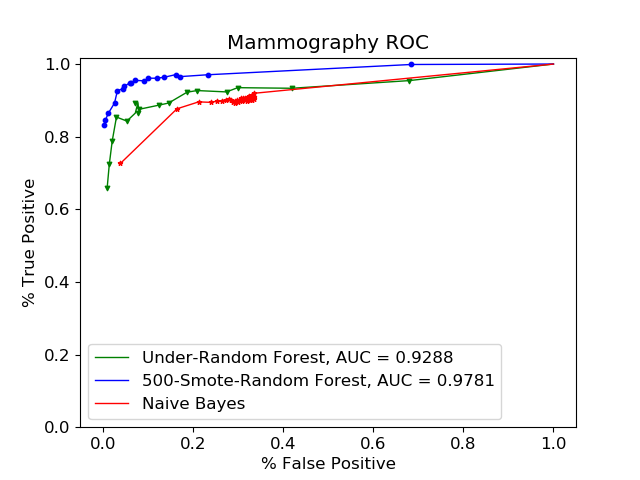 Mammography ROC
1.0
0.8
0.6
0.4
0.2
0.0
% True Positive
Under-Random Forest, AUC = 0.9288
500-Smote-Random Forest, AUC = 0.9781
Naive Bayes
0.0 0.2 0.4 0.6 0.8 1.0
% False Positive